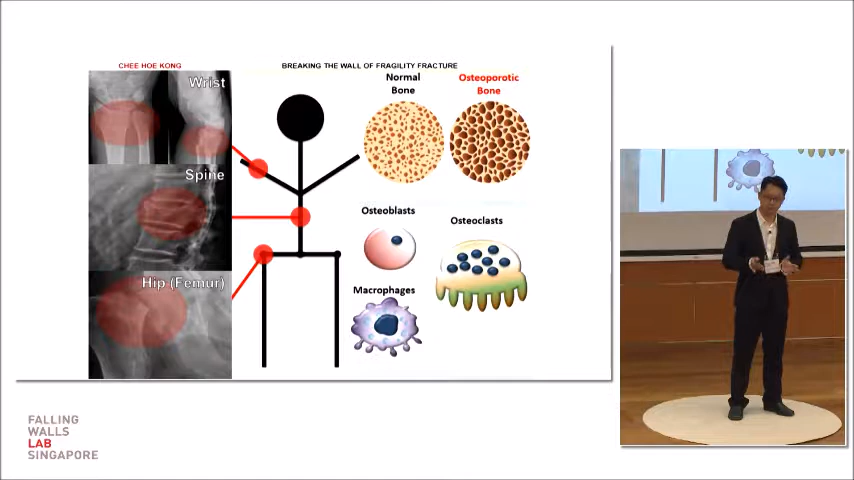 CHEE HOE KONG
BREAKING THE WALL OF FRAGILITY FRACTURE
Wrist
Spine
Hip (Femur)
Normal
Bone
Osteoporotic
Bone
Osteoblasts
Osteoclasts
Macrophages
FALLING
WALLS
LAB
SINGAPORE